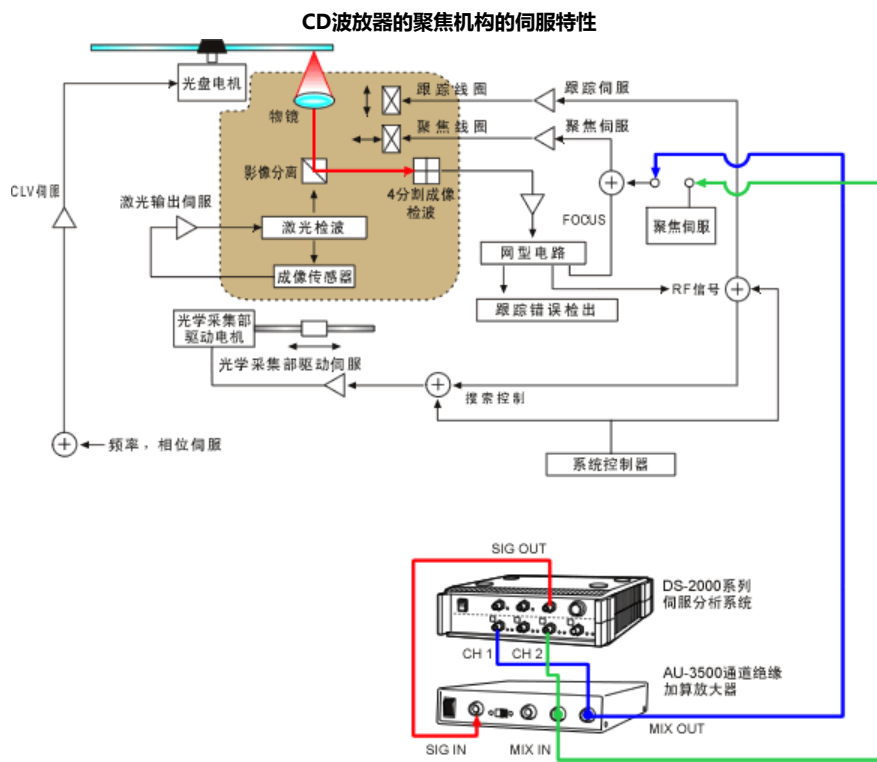 CD波放器的聚焦机构的伺服特性
光盘电机
物镜
跟踪线圈
跟踪伺服
聚焦线圈
聚焦伺服
影像分离
4分割成像
检波
CLV伺服
激光输出伺服
激光检波
成像传感器
FOCUS
聚焦伺服
网型电路
RF信号
跟踪错误检出
光学采集部
驱动电机
光学采集部驱动伺服
搜索控制
频率，相位伺服
系统控制器
SIG OUT
DS-2000系列
伺服分析系统
CH 1
CH 2
AU-3500通道绝缘
加算放大器
MIX OUT
SIG IN
MIX IN